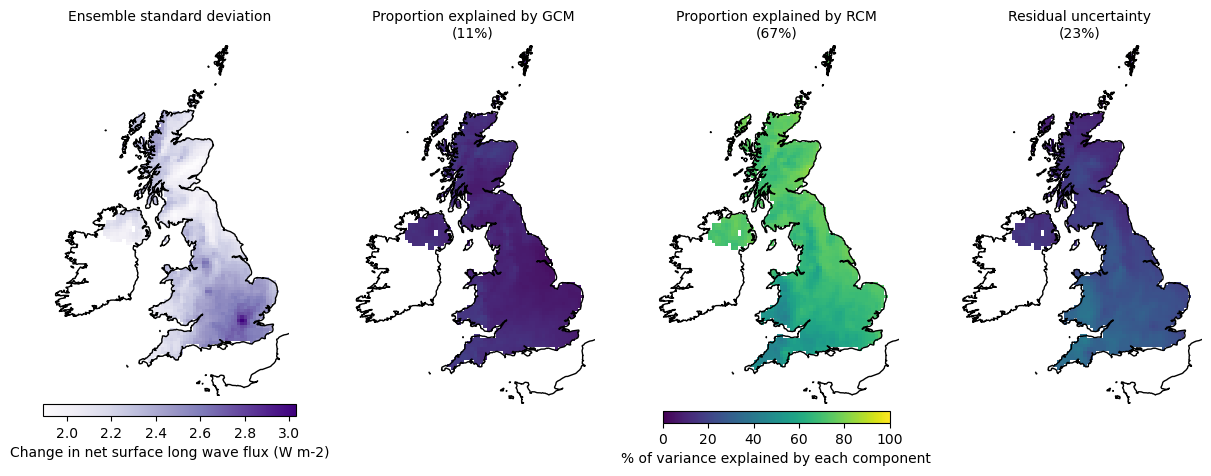 Ensemble standard deviation
Proportion explained by GCM
(11%)
Proportion explained by RCM
(67%)
Residual uncertainty
(23%)
2.0 2.2 2.4 2.6 2.8 3.0
Change in net surface long wave flux (W m-2)
0 20 40 60 80 100
% of variance explained by each component